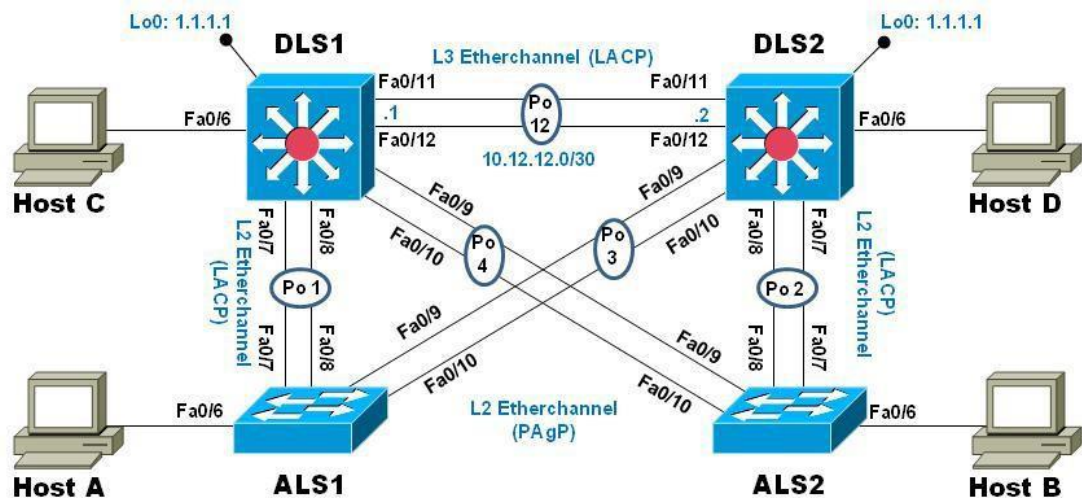 Lo0: 1.1.1.1
Lo0: 1.1.1.1
DLS1
DLS2
L3 Etherchannel (LACP)
Fa0/11
Fa0/11
Po
12
Fa0/6
.1
.2
Fa0/6
Fa0/12
Fa0/12
10.12.12.0/30
Host C
Host D
Fa0/7
Fa0/8
Fa0/9
Fa0/10
Po
4
Po
3
Fa0/9
Fa0/10
Fa0/8
Fa0/7
L2 Etherchannel
(LACP)
Po 1
Po 2
L2 Etherchannel
(LACP)
Fa0/7
Fa0/8
Fa0/9
Fa0/10
Fa0/9
Fa0/10
Fa0/8
Fa0/7
Fa0/6
L2 Etherchannel
(PAgP)
Fa0/6
Host A
ALS1
ALS2
Host B